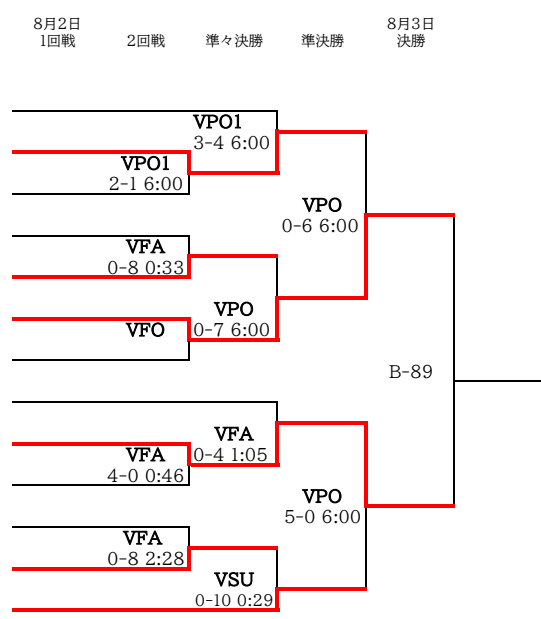 8月2日
8月3日
1回戦
2回戦
準々決勝
準決勝
決勝
VPO1
3-4 6:00
VPO1
2-1 6:00
VPO
0-6 6:00
VFA
0-8 0:33
VPO
0-7 6:00
VFO
B-89
VFA
0-4 1:05
VFA
4-0 0:46
VPO
5-0 6:00
VFA
0-8 2:28
VSU
0-10 0:29